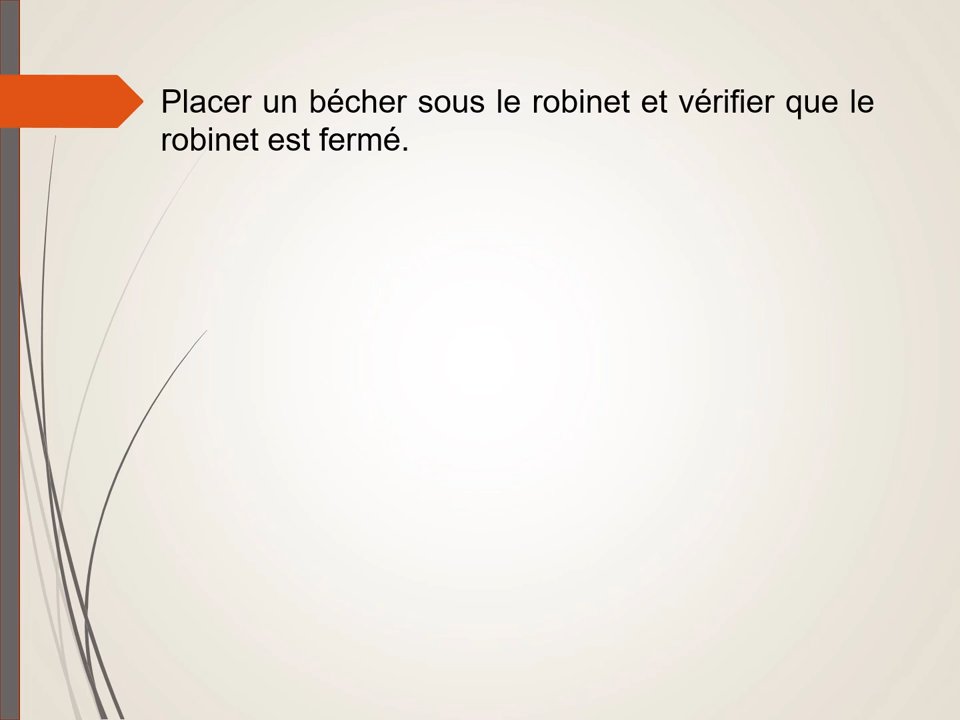 Placer un bécher sous le robinet et vérifier que le
robinet est fermé.